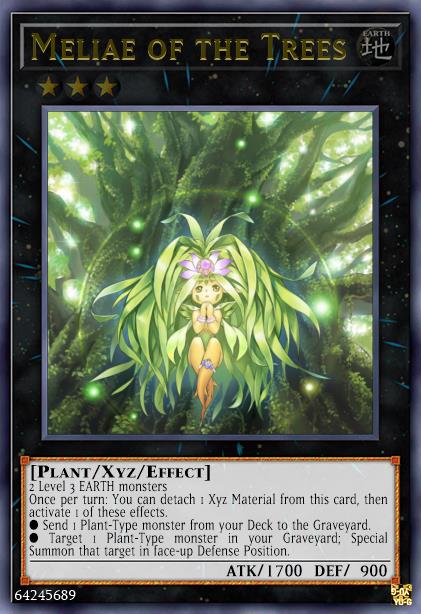 Meliae of the Trees
EARTH
地
[Plant/Xyz/Effect]
2 Level 3 EARTH monsters
Once per turn: You can detach 1 Xyz Material from this card, then
activate 1 of these effects.
● Send 1 Plant-Type monster from your Deck to the Graveyard.
● Target 1 Plant-Type monster in your Graveyard; Special
Summon that target in face-up Defense Position.
ATK/1700 DEF/ 900
64245689